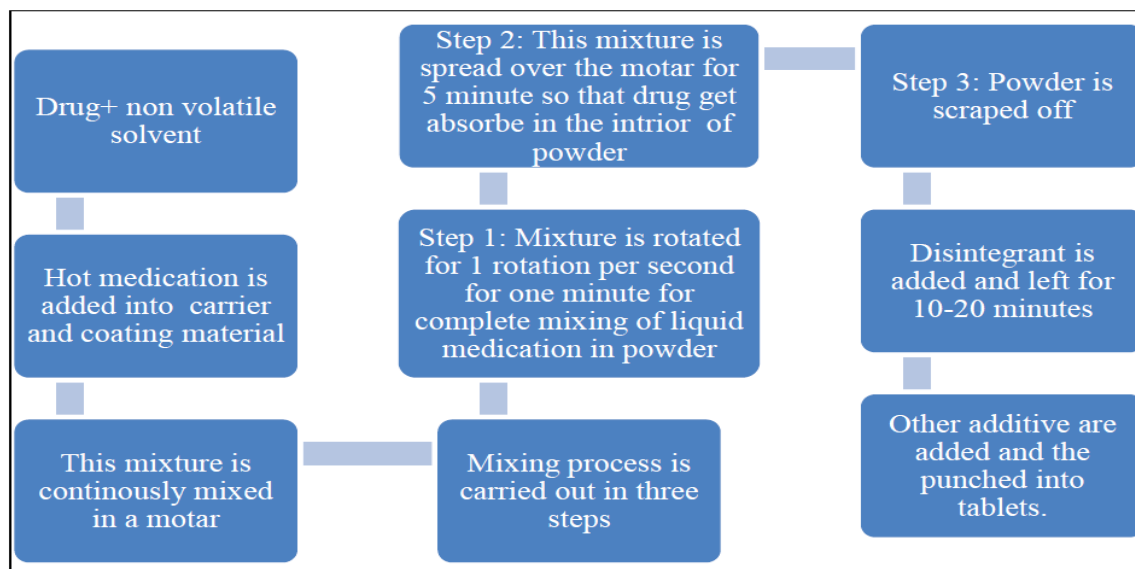 Drug+ non volatile
solvent
Hot medication is
added into carrier
and coating material
This mixture is
continously mixed
in a motar
Mixing process is
carried out in three
steps
Step 1: Mixture is rotated
for 1 rotation per second
for one minute for
complete mixing of liquid
medication in powder
Step 2: This mixture is
spread over the motar for
5 minute so that drug get
absorbe in the intrior of
powder
Step 3: Powder is
scraped off
Disintegrant is
added and left for
10-20 minutes
Other additive are
added and the
punched into
tablets.